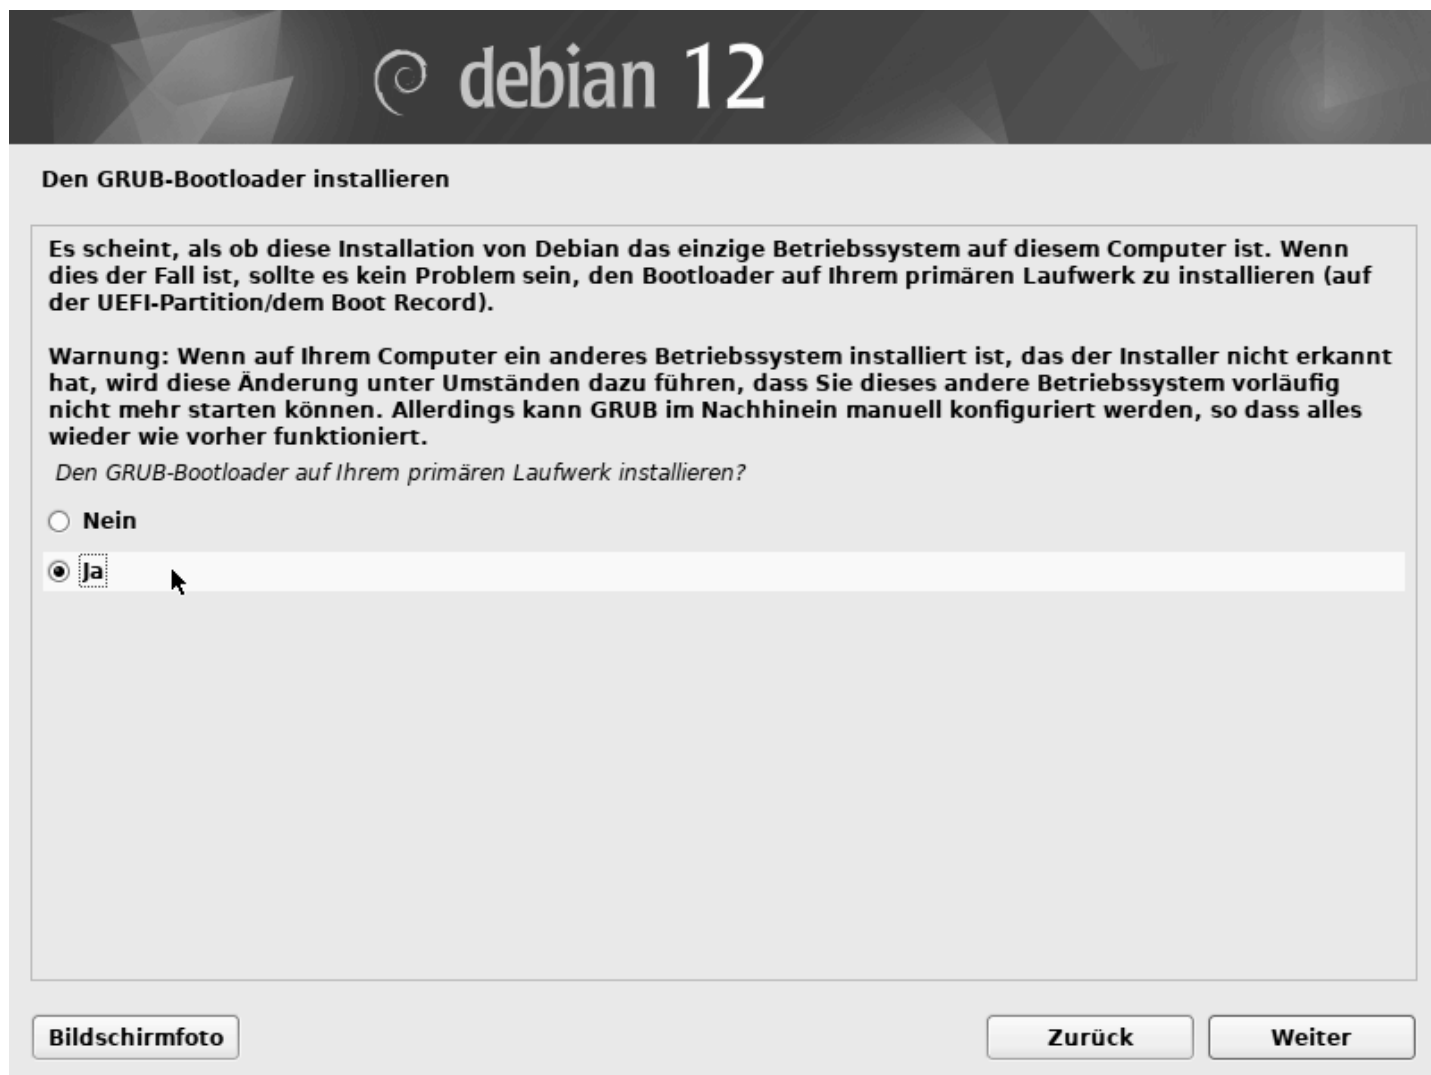 debian 12
Den GRUB-Bootloader installieren
Es scheint, als ob diese Installation von Debian das einzige Betriebssystem auf diesem Computer ist. Wenn
dies der Fall ist, sollte es kein Problem sein, den Bootloader auf Ihrem primären Laufwerk zu installieren (auf
der UEFI-Partition/dem Boot Record).
Warnung: Wenn auf Ihrem Computer ein anderes Betriebssystem installiert ist, das der Installer nicht erkannt
hat, wird diese Änderung unter Umständen dazu führen, dass Sie dieses andere Betriebssystem vorläufig
nicht mehr starten können. Allerdings kann GRUB im Nachhinein manuell konfiguriert werden, so dass alles
wieder wie vorher funktioniert.
Den GRUB-Bootloader auf Ihrem primären Laufwerk installieren?
Nein
Ja
Bildschirmfoto
Zurück
Weiter